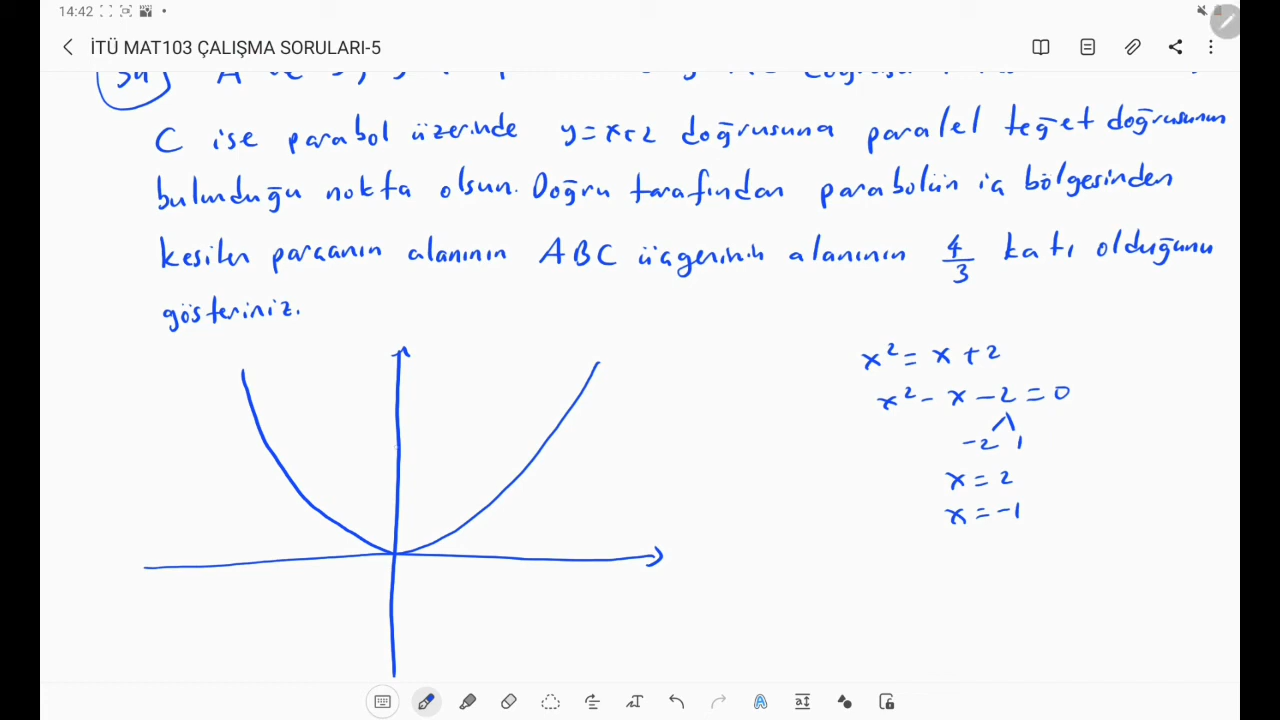 14:42
İTÜ MAT103 ÇALIŞMA SORULARI-5
C ise parabol üzerinde y=x+2 doğrusuna paralel teğet doğrusunun
bulunduğu nokta olsun. Doğru tarafından parabolün iç bölgesinden
kesilen parçanın alanının ABC üçgeninin alanının 4/3 katı olduğunu
gösteriniz.
x² = x + 2
x² - x - 2 = 0
-2 1
x = 2
x = -1